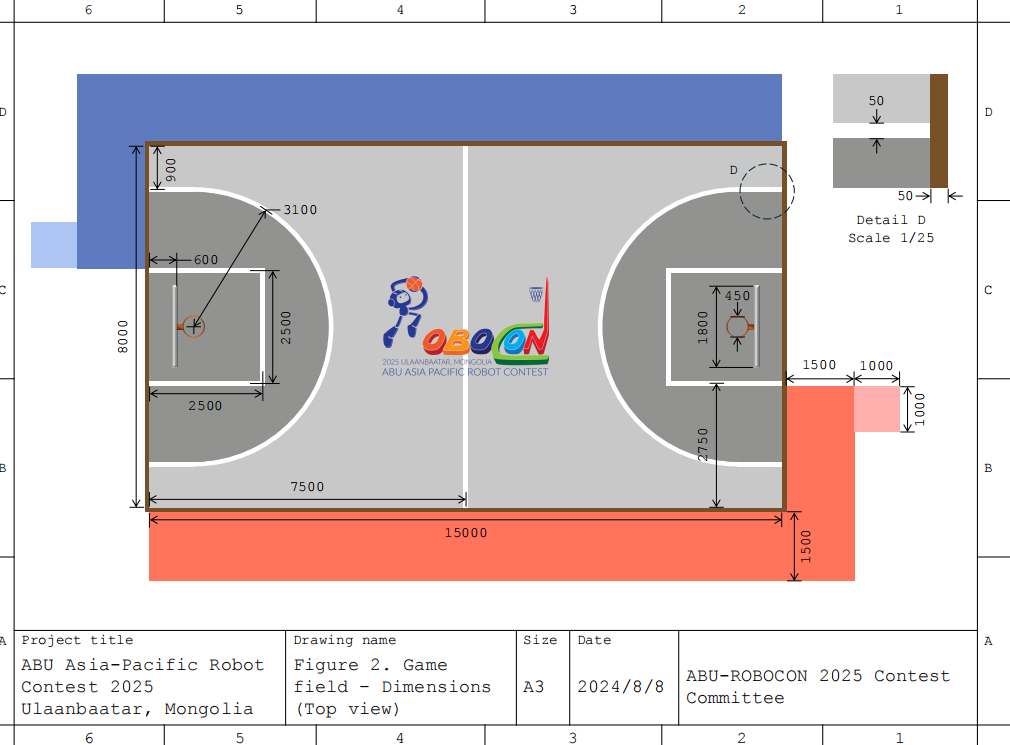 6 5 4 3 2 1
D D
C C
B B
A A
900
3100
600
8000
2500
2500
7500
15000
D
450
1800
2750
1500 1000
1000
1500
50
50
Detail D
Scale 1/25
OBOCON
2025 ULAANBAATAR, MONGOLIA
ABU ASIA PACIFIC ROBOT CONTEST
Project title
ABU Asia-Pacific Robot
Contest 2025
Ulaanbaatar, Mongolia
Drawing name
Figure 2. Game
field - Dimensions
(Top view)
Size
A3
Date
2024/8/8
ABU-ROBOCON 2025 Contest
Committee
6 5 4 3 2 1